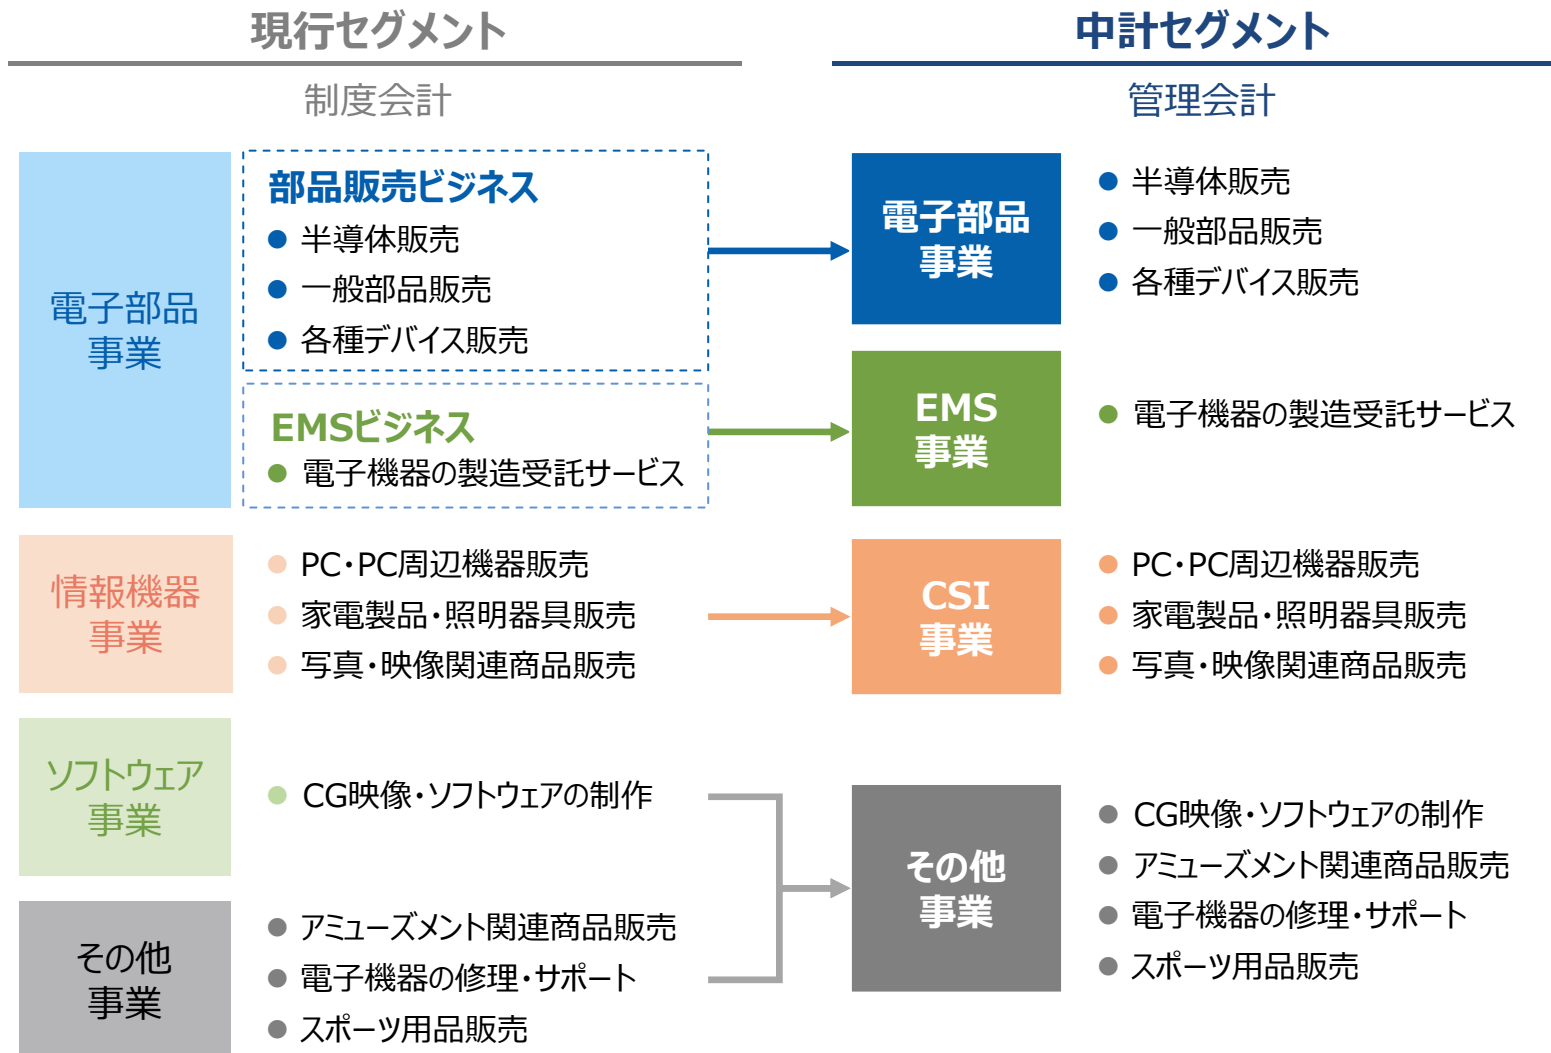 現行セグメント
中計セグメント
制度会計
管理会計
電子部品
事業
部品販売ビジネス
半導体販売
一般部品販売
各種デバイス販売
EMSビジネス
電子機器の製造受託サービス
電子部品
事業
半導体販売
一般部品販売
各種デバイス販売
EMS
事業
電子機器の製造受託サービス
情報機器
事業
PC・PC周辺機器販売
家電製品・照明器具販売
写真・映像関連商品販売
CSI
事業
PC・PC周辺機器販売
家電製品・照明器具販売
写真・映像関連商品販売
ソフトウェア
事業
CG映像・ソフトウェアの制作
その他
事業
アミューズメント関連商品販売
電子機器の修理・サポート
スポーツ用品販売
その他
事業
CG映像・ソフトウェアの制作
アミューズメント関連商品販売
電子機器の修理・サポート
スポーツ用品販売